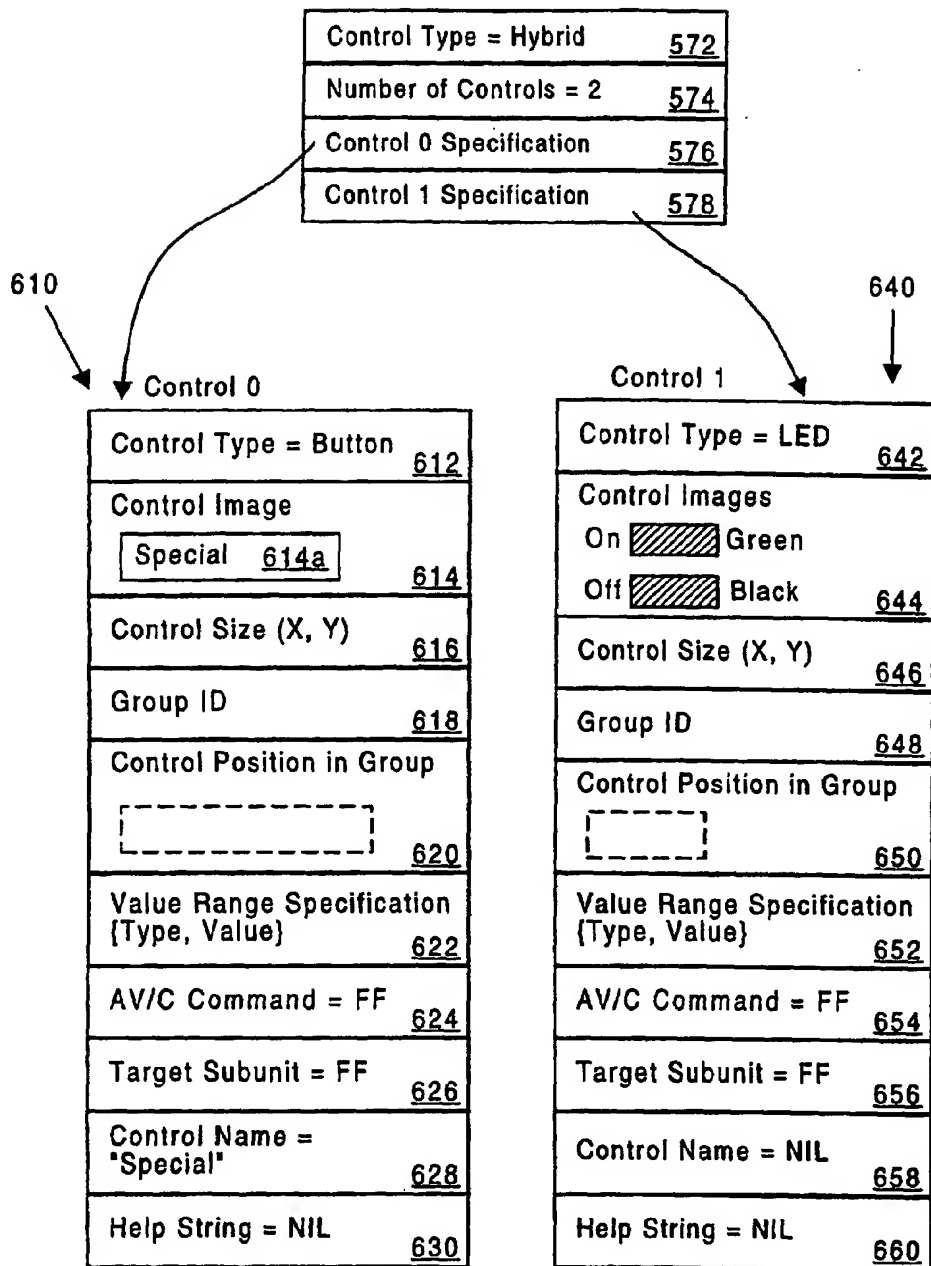 Control Type = Hybrid 572
Number of Controls = 2 574
Control 0 Specification 576
Control 1 Specification 578
610
640
Control 0
Control Type = Button 612
Control Image
Special 614a
614
Control Size (X, Y) 616
Group ID 618
Control Position in Group
620
Value Range Specification
{Type, Value} 622
AV/C Command = FF 624
Target Subunit = FF 626
Control Name =
"Special" 628
Help String = NIL 630
Control 1
Control Type = LED 642
Control Images
On Green
Off Black 644
Control Size (X, Y) 646
Group ID 648
Control Position in Group
650
Value Range Specification
{Type, Value} 652
AV/C Command = FF 654
Target Subunit = FF 656
Control Name = NIL 658
Help String = NIL 660